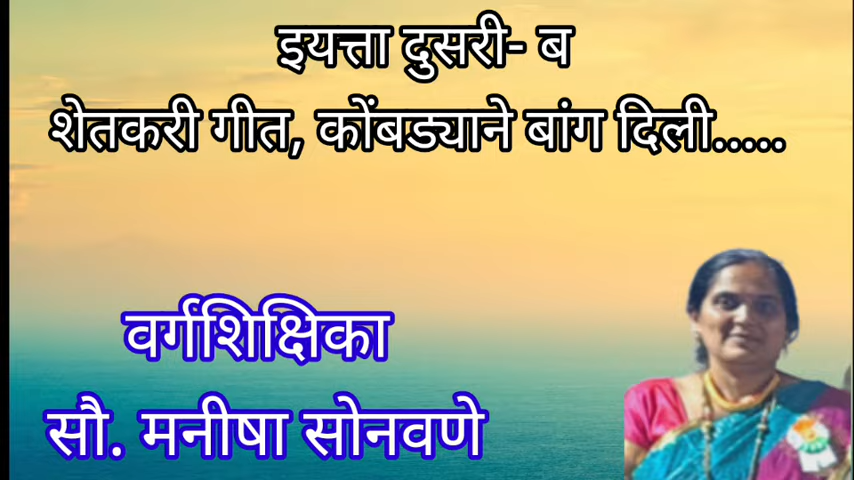 इयत्ता दुसरी- ब
शेतकरी गीत, कोंबड्याने बांग दिली.....
वर्गशिक्षिका
सौ. मनीषा सोनवणे